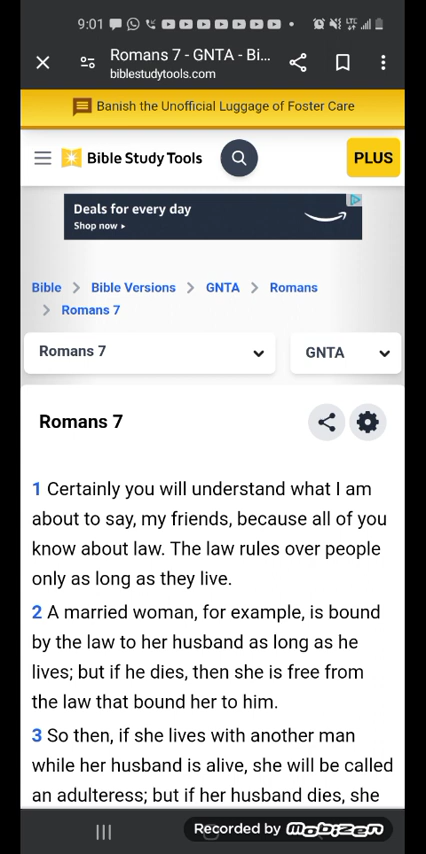 9:01
LTE
Romans 7 - GNTA - Bi...
biblestudytools.com
Banish the Unofficial Luggage of Foster Care
Bible Study Tools
PLUS
Deals for every day
Shop now ▸
Bible > Bible Versions > GNTA > Romans
> Romans 7
Romans 7
GNTA
Romans 7
1 Certainly you will understand what I am
about to say, my friends, because all of you
know about law. The law rules over people
only as long as they live.
2 A married woman, for example, is bound
by the law to her husband as long as he
lives; but if he dies, then she is free from
the law that bound her to him.
3 So then, if she lives with another man
while her husband is alive, she will be called
an adulteress; but if her husband dies, she
Recorded by mobizen